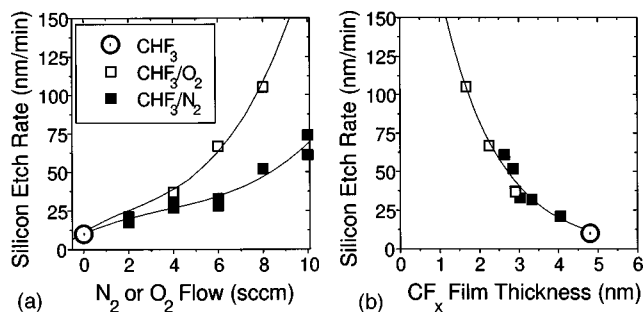 Silicon Etch Rate (nm/min)
150
125
100
75
50
25
0
CHF3
CHF3/O2
CHF3/N2
0 2 4 6 8 10
(a) N2 or O2 Flow (sccm)
Silicon Etch Rate (nm/min)
150
125
100
75
50
25
0
0 1 2 3 4 5 6
(b) CFx Film Thickness (nm)